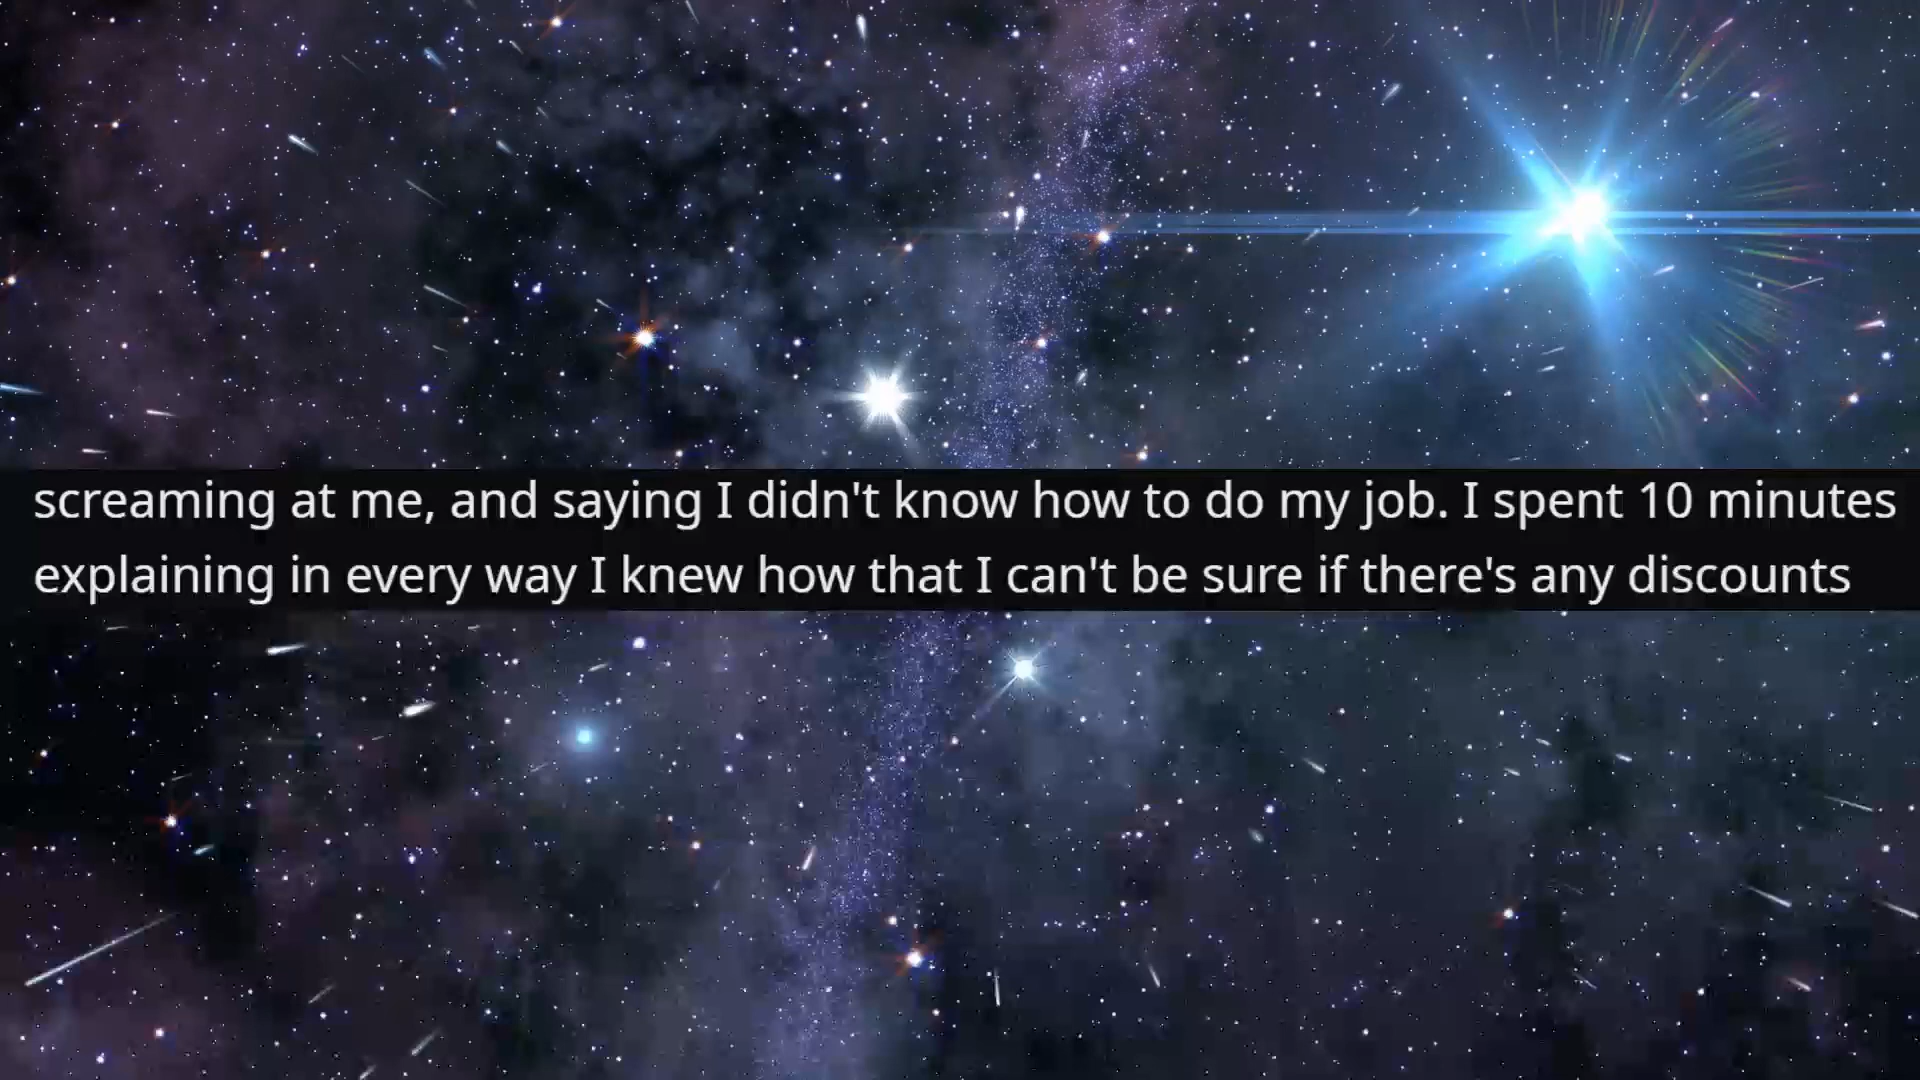 screaming at me, and saying I didn't know how to do my job. I spent 10 minutes
explaining in every way I knew how that I can't be sure if there's any discounts